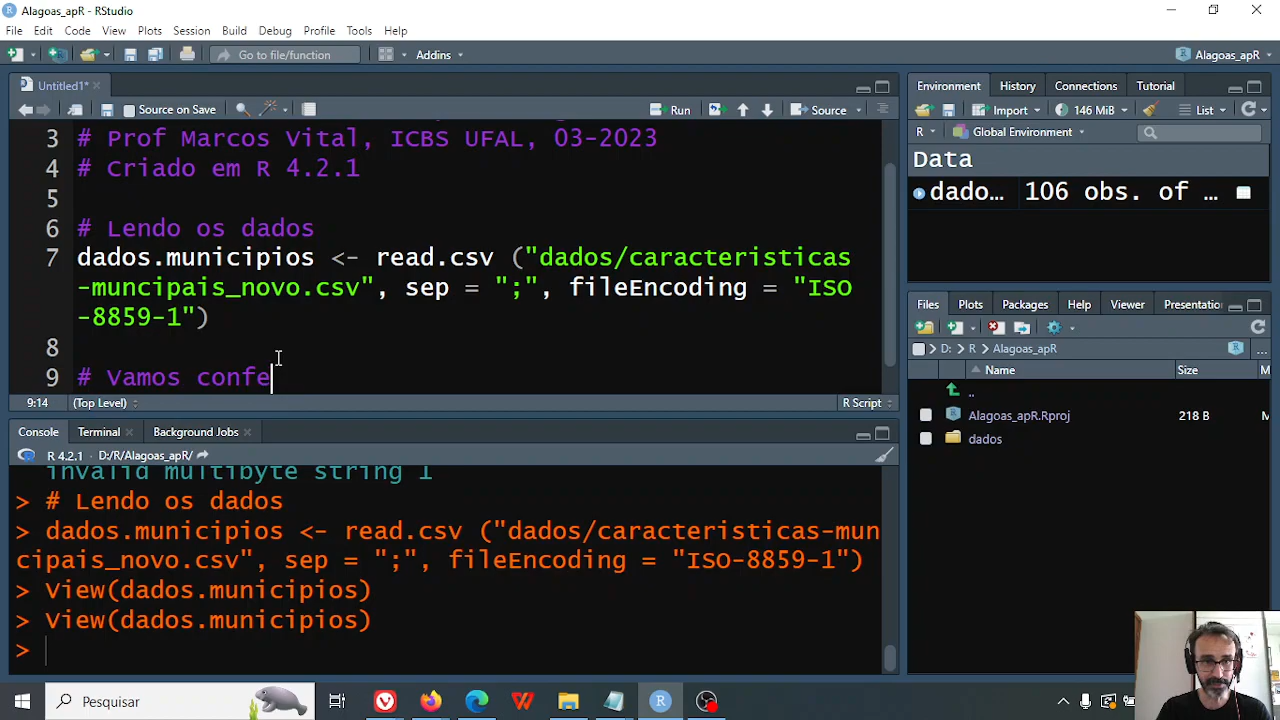 Alagoas_apR - RStudio
File Edit Code View Plots Session Build Debug Profile Tools Help
Go to file/function Addins Alagoas_apR
Untitled1*
Environment History Connections Tutorial
Source on Save Run Source
Import 146 MiB List
R Global Environment
3 # Prof Marcos Vital, ICBS UFAL, 03-2023
4 # Criado em R 4.2.1
5
6 # Lendo os dados
7 dados.municipios <- read.csv ("dados/caracteristicas
-muncipais_novo.csv", sep = ";", fileEncoding = "ISO
-8859-1")
8
9 # Vamos confe
9:14 (Top Level) R Script
Data
dado... 106 obs. of ...
Files Plots Packages Help Viewer Presentatio
D: R Alagoas_apR
Name Size M
..
Alagoas_apR.Rproj 218 B
dados
Console Terminal Background Jobs
R 4.2.1 · D:/R/Alagoas_apR/
invalid multibyte string 1
> # Lendo os dados
> dados.municipios <- read.csv ("dados/caracteristicas-mun
cipais_novo.csv", sep = ";", fileEncoding = "ISO-8859-1")
> View(dados.municipios)
> View(dados.municipios)
>
Pesquisar